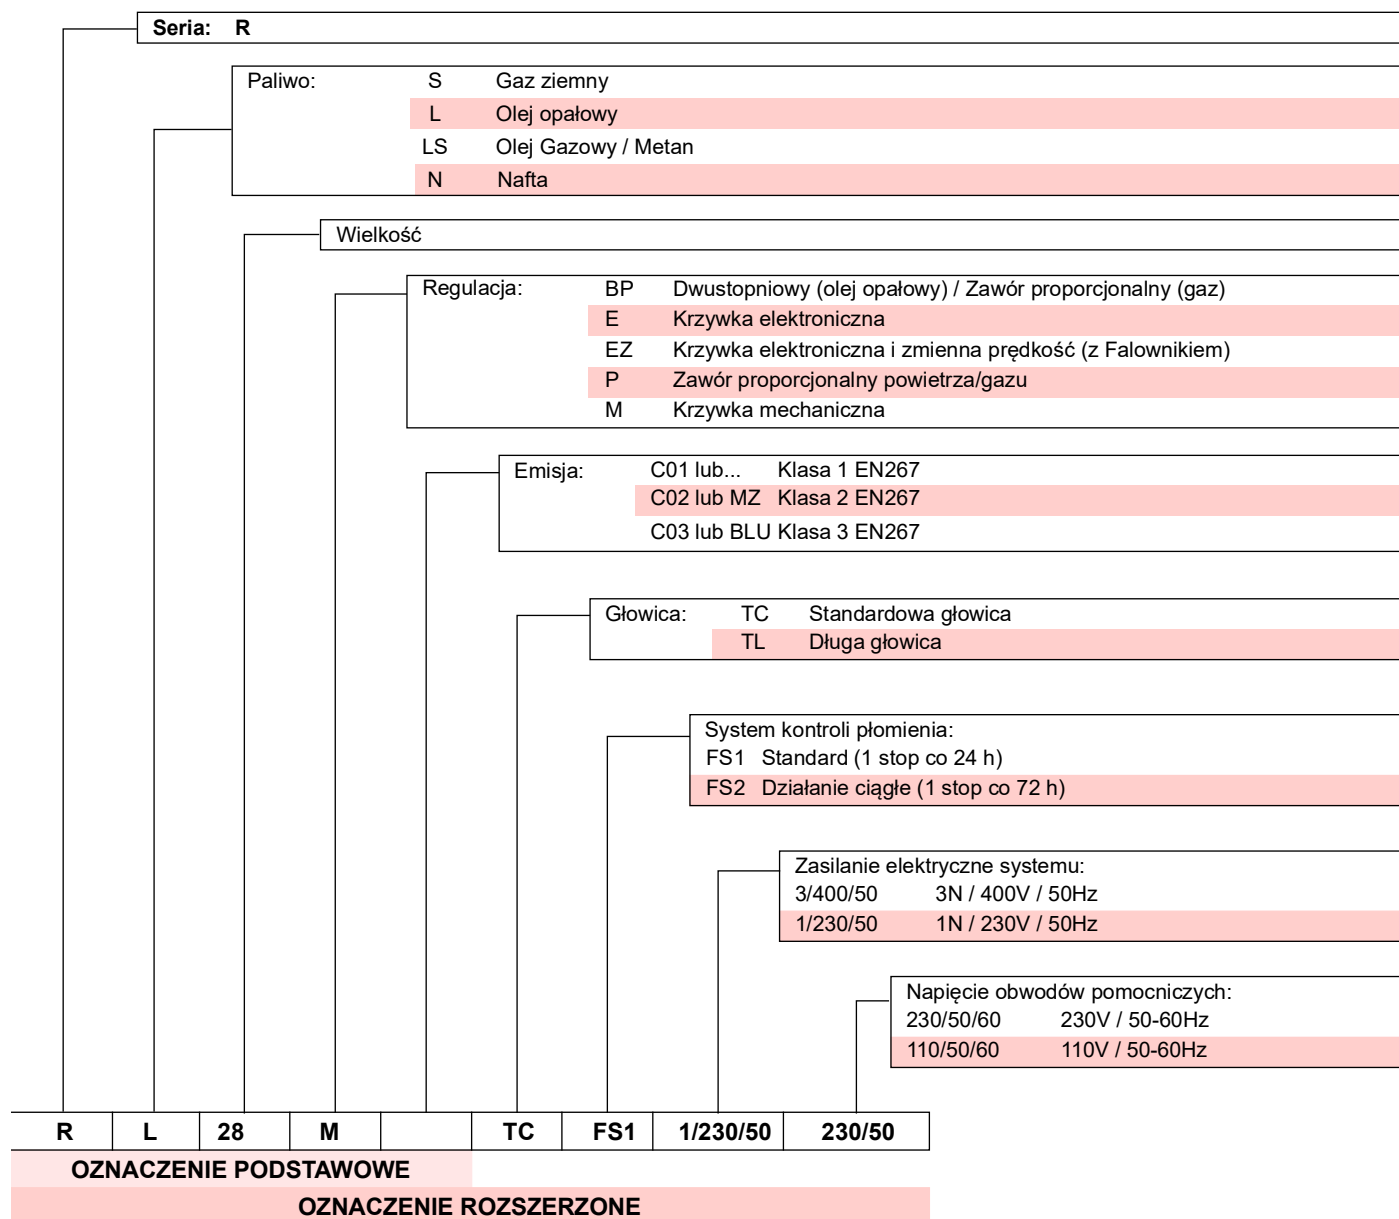 Seria: R
Paliwo: S Gaz ziemny
L Olej opałowy
LS Olej Gazowy / Metan
N Nafta
Wielkość
Regulacja: BP Dwustopniowy (olej opałowy) / Zawór proporcjonalny (gaz)
E Krzywka elektroniczna
EZ Krzywka elektroniczna i zmienna prędkość (z Falownikiem)
P Zawór proporcjonalny powietrza/gazu
M Krzywka mechaniczna
Emisja: C01 lub... Klasa 1 EN267
C02 lub MZ Klasa 2 EN267
C03 lub BLU Klasa 3 EN267
Głowica: TC Standardowa głowica
TL Długa głowica
System kontroli płomienia:
FS1 Standard (1 stop co 24 h)
FS2 Działanie ciągłe (1 stop co 72 h)
Zasilanie elektryczne systemu:
3/400/50 3N / 400V / 50Hz
1/230/50 1N / 230V / 50Hz
Napięcie obwodów pomocniczych:
230/50/60 230V / 50-60Hz
110/50/60 110V / 50-60Hz
R L 28 M TC FS1 1/230/50 230/50
OZNACZENIE PODSTAWOWE
OZNACZENIE ROZSZERZONE